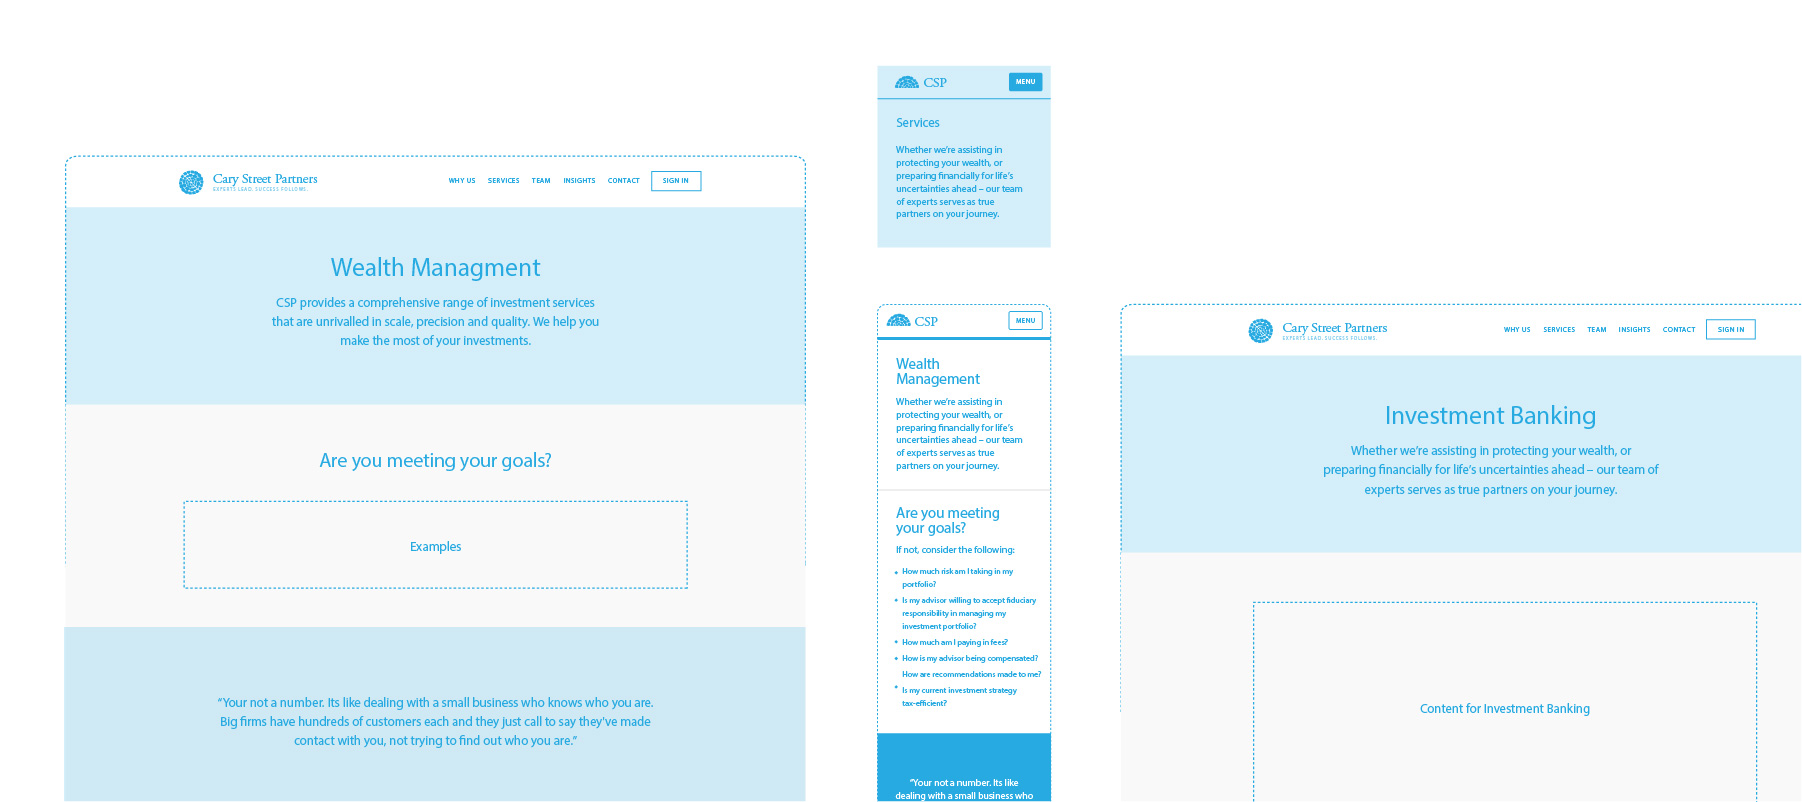 Cary Street Partners
EXPERTS LEAD. SUCCESS FOLLOWS.
WHY US SERVICES TEAM INSIGHTS CONTACT SIGN IN
Wealth Managment
CSP provides a comprehensive range of investment services
that are unrivalled in scale, precision and quality. We help you
make the most of your investments.
Are you meeting your goals?
Examples
“Your not a number. Its like dealing with a small business who knows who you are.
Big firms have hundreds of customers each and they just call to say they've made
contact with you, not trying to find out who you are.”
CSP MENU
Services
Whether we’re assisting in
protecting your wealth, or
preparing financially for life’s
uncertainties ahead – our team
of experts serves as true
partners on your journey.
CSP MENU
Wealth
Management
Whether we’re assisting in
protecting your wealth, or
preparing financially for life’s
uncertainties ahead – our team
of experts serves as true
partners on your journey.
Are you meeting
your goals?
If not, consider the following:
• How much risk am I taking in my
portfolio?
• Is my advisor willing to accept fiduciary
responsibility in managing my
investment portfolio?
• How much am I paying in fees?
• How is my advisor being compensated?
How are recommendations made to me?
• Is my current investment strategy
tax-efficient?
“Your not a number. Its like
dealing with a small business who
Cary Street Partners
EXPERTS LEAD. SUCCESS FOLLOWS.
WHY US SERVICES TEAM INSIGHTS CONTACT SIGN IN
Investment Banking
Whether we’re assisting in protecting your wealth, or
preparing financially for life’s uncertainties ahead – our team of
experts serves as true partners on your journey.
Content for Investment Banking